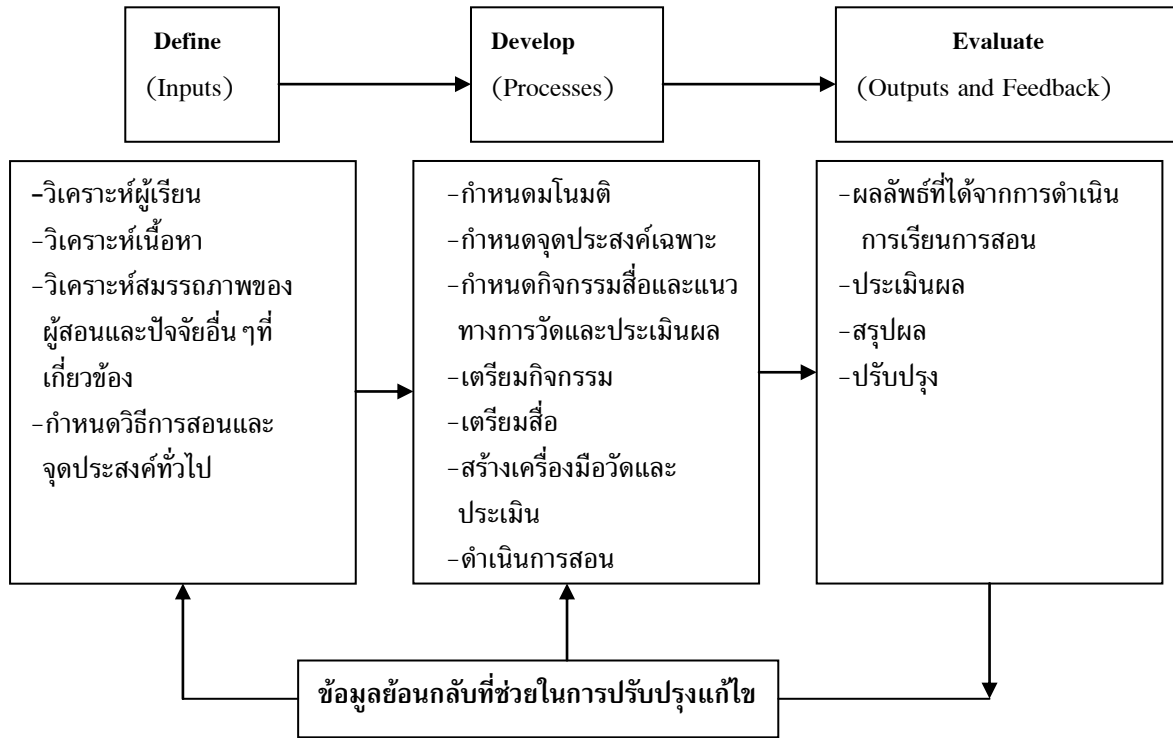 Define
(Inputs)
Develop
(Processes)
Evaluate
(Outputs and Feedback)
-วิเคราะห์ผู้เรียน
-วิเคราะห์เนื้อหา
-วิเคราะห์สมรรถภาพของ
ผู้สอนและปัจจัยอื่น ๆที่
เกี่ยวข้อง
-กำหนดวิธีการสอนและ
จุดประสงค์ทั่วไป
-กำหนดมโนมติ
-กำหนดจุดประสงค์เฉพาะ
-กำหนดกิจกรรมสื่อและแนว
ทางการวัดและประเมินผล
-เตรียมกิจกรรม
-เตรียมสื่อ
-สร้างเครื่องมือวัดและ
ประเมิน
-ดำเนินการสอน
-ผลลัพธ์ที่ได้จากการดำเนิน
การเรียนการสอน
-ประเมินผล
-สรุปผล
-ปรับปรุง
ข้อมูลย้อนกลับที่ช่วยในการปรับปรุงแก้ไข